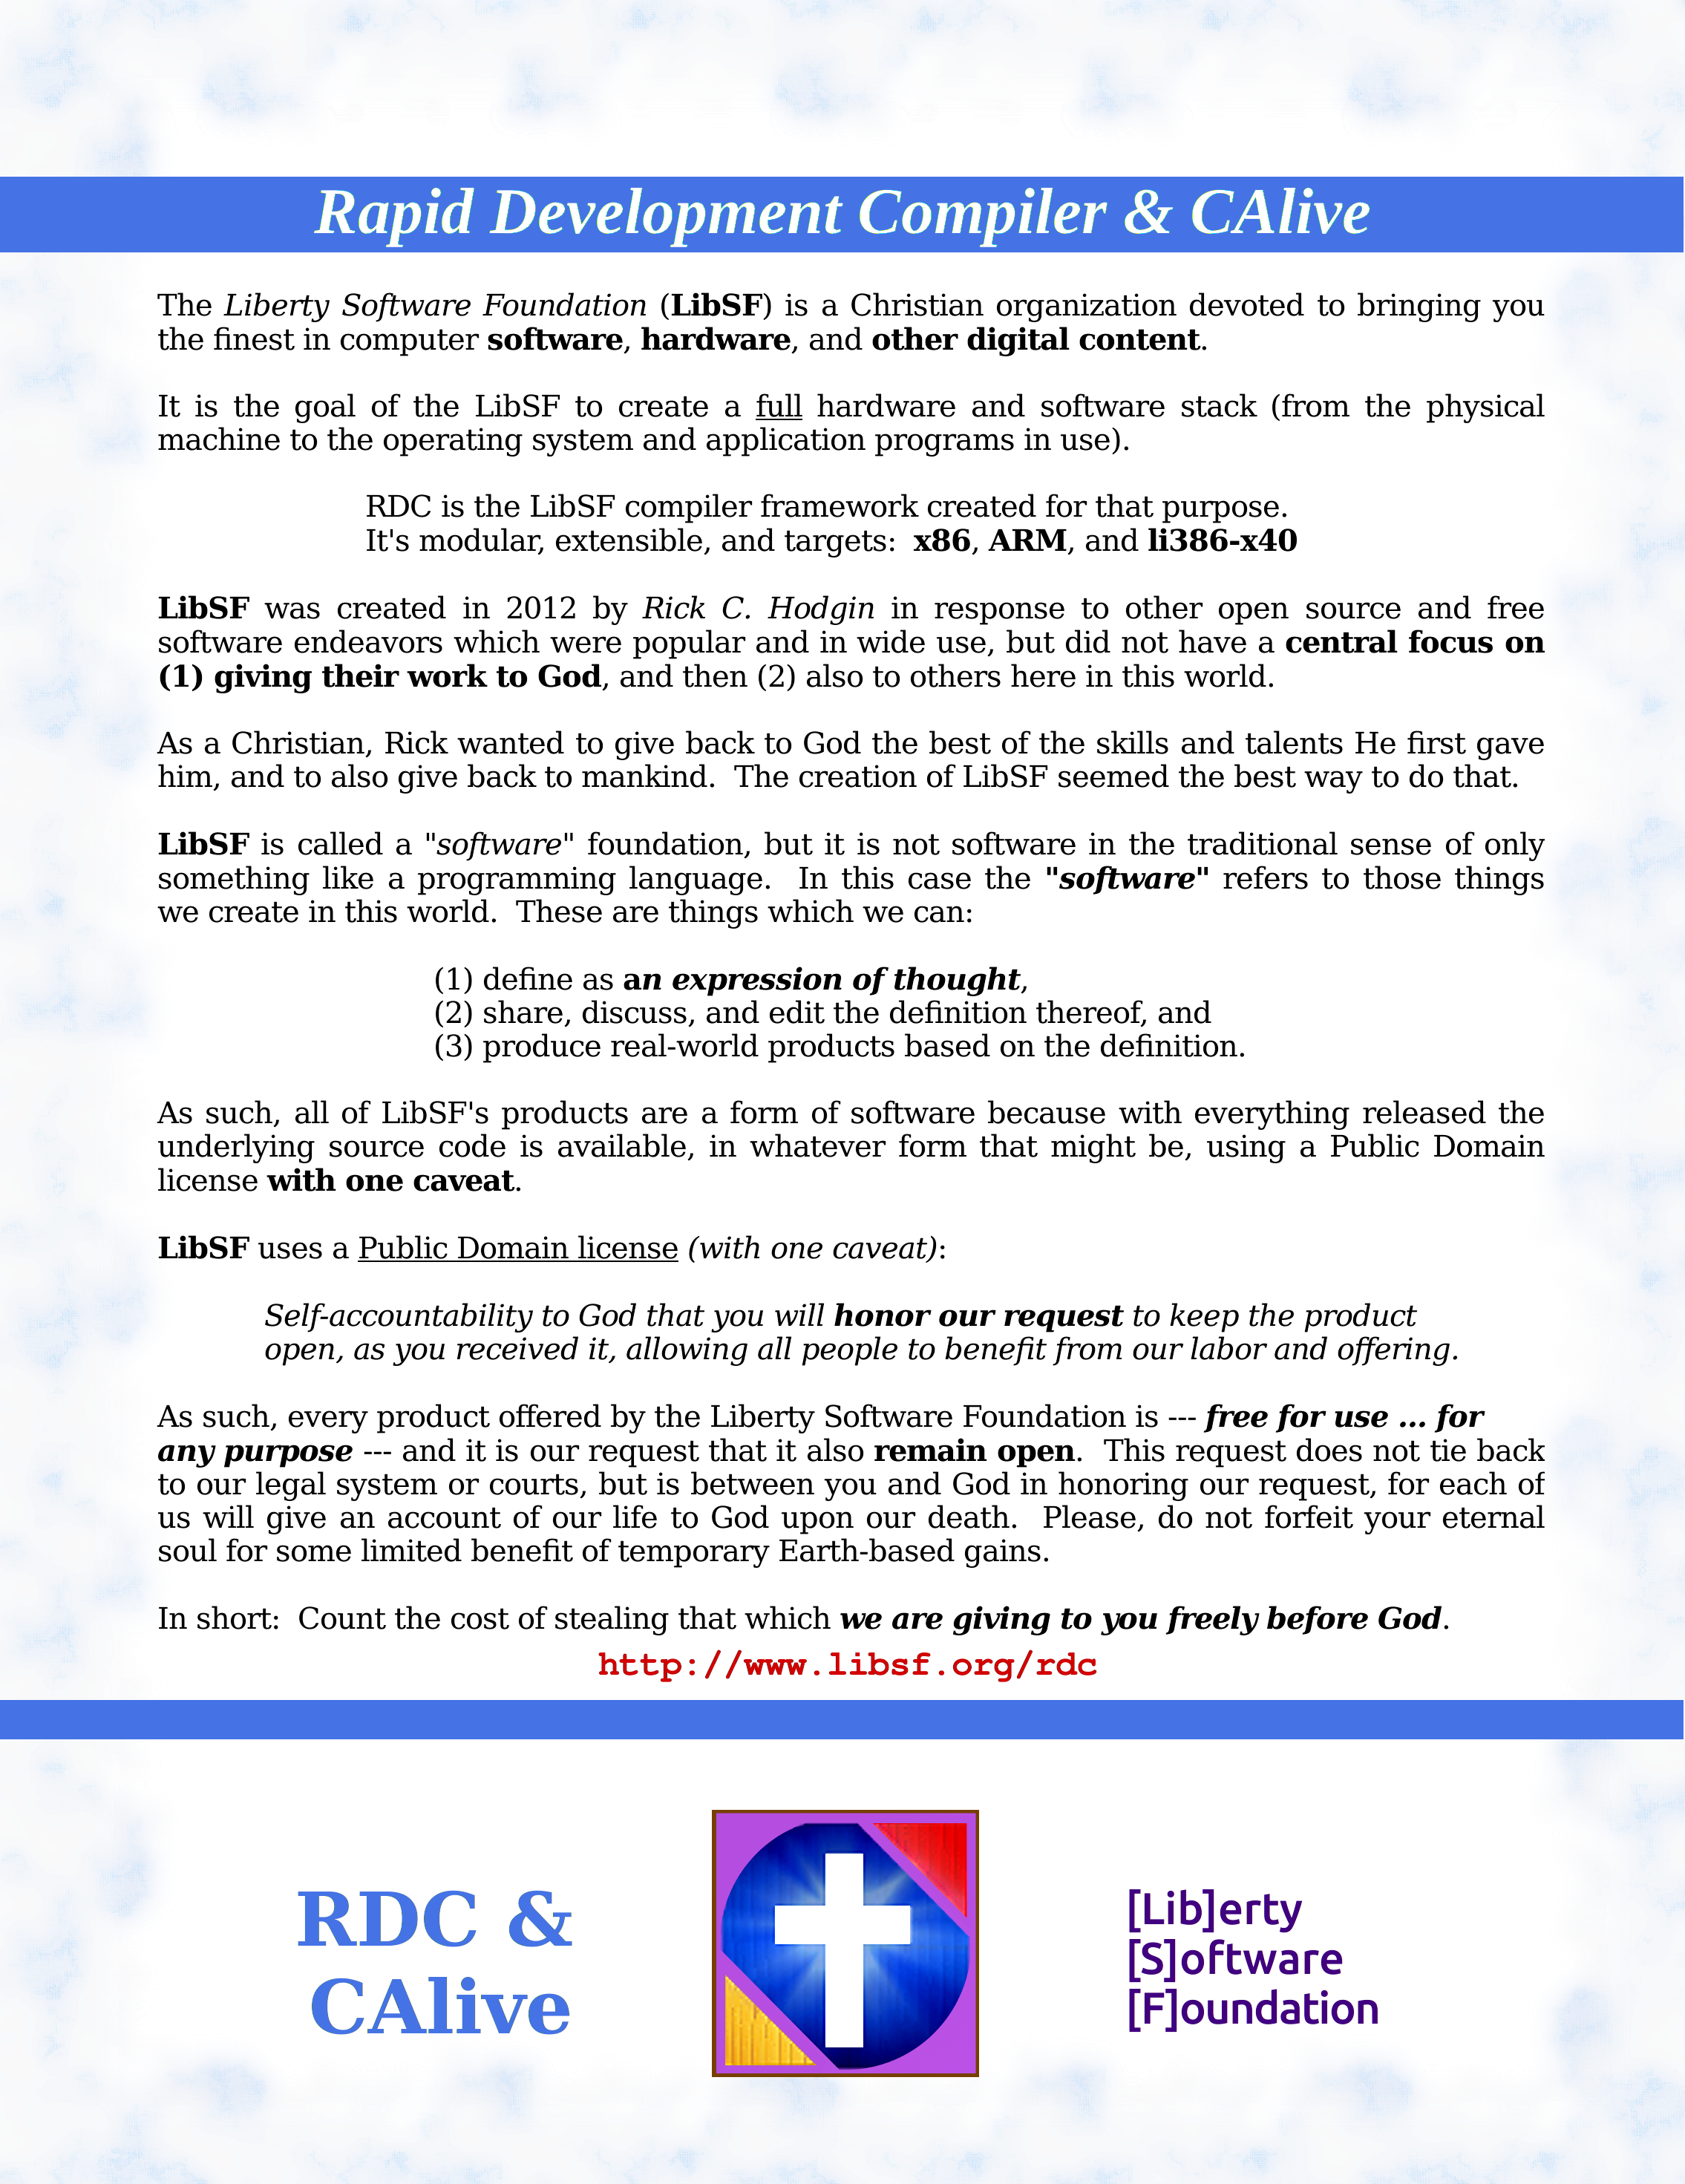 Rapid Development Compiler & CAlive
The Liberty Software Foundation (LibSF) is a Christian organization devoted to bringing you
the finest in computer software, hardware, and other digital content.
It is the goal of the LibSF to create a full hardware and software stack (from the physical
machine to the operating system and application programs in use).
RDC is the LibSF compiler framework created for that purpose.
It's modular, extensible, and targets:  x86, ARM, and li386-x40
LibSF was created in 2012 by Rick C. Hodgin in response to other open source and free
software endeavors which were popular and in wide use, but did not have a central focus on
(1) giving their work to God, and then (2) also to others here in this world.
As a Christian, Rick wanted to give back to God the best of the skills and talents He first gave
him, and to also give back to mankind.  The creation of LibSF seemed the best way to do that.
LibSF is called a "software" foundation, but it is not software in the traditional sense of only
something like a programming language.  In this case the "software" refers to those things
we create in this world.  These are things which we can:
(1) define as an expression of thought,
(2) share, discuss, and edit the definition thereof, and
(3) produce real-world products based on the definition.
As such, all of LibSF's products are a form of software because with everything released the
underlying source code is available, in whatever form that might be, using a Public Domain
license with one caveat.
LibSF uses a Public Domain license (with one caveat):
Self-accountability to God that you will honor our request to keep the product
open, as you received it, allowing all people to benefit from our labor and offering.
As such, every product offered by the Liberty Software Foundation is --- free for use ... for
any purpose --- and it is our request that it also remain open.  This request does not tie back
to our legal system or courts, but is between you and God in honoring our request, for each of
us will give an account of our life to God upon our death.  Please, do not forfeit your eternal
soul for some limited benefit of temporary Earth-based gains.
In short:  Count the cost of stealing that which we are giving to you freely before God.
http://www.libsf.org/rdc
RDC &
CAlive
[Lib]erty
[S]oftware
[F]oundation